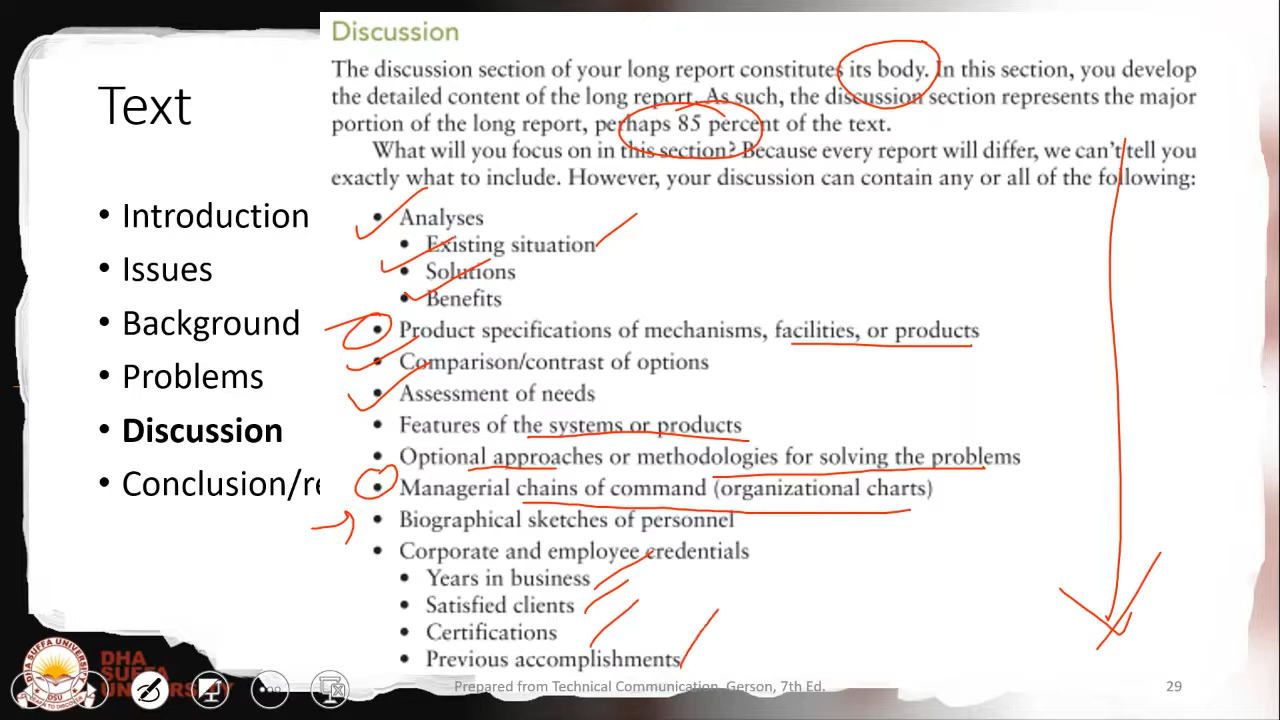 Text
• Introduction
• Issues
• Background
• Problems
• Discussion
• Conclusion/re
Discussion
The discussion section of your long report constitutes its body. In this section, you develop
the detailed content of the long report. As such, the discussion section represents the major
portion of the long report, perhaps 85 percent of the text.
What will you focus on in this section? Because every report will differ, we can't tell you
exactly what to include. However, your discussion can contain any or all of the following:
• Analyses
• Existing situation
• Solutions
• Benefits
• Product specifications of mechanisms, facilities, or products
• Comparison/contrast of options
• Assessment of needs
• Features of the systems or products
• Optional approaches or methodologies for solving the problems
• Managerial chains of command (organizational charts)
• Biographical sketches of personnel
• Corporate and employee credentials
• Years in business
• Satisfied clients
• Certifications
• Previous accomplishments
DHA
SUFFA
UNIVERSITY
Prepared from Technical Communication, Gerson, 7th Ed.
29